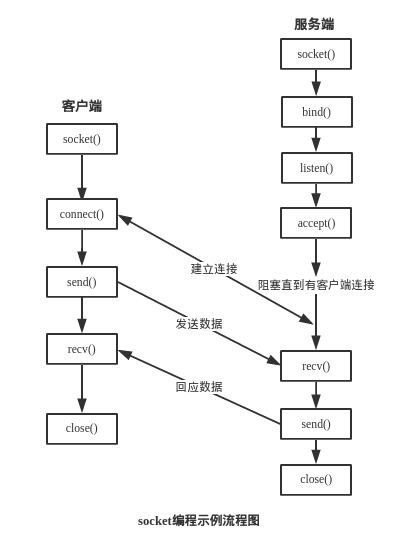 服务端
socket()
客户端
bind()
socket()
listen()
connect()
accept()
建立连接
阻塞直到有客户端连接
send()
发送数据
recv()
recv()
回应数据
close()
send()
close()
socket编程示例流程图